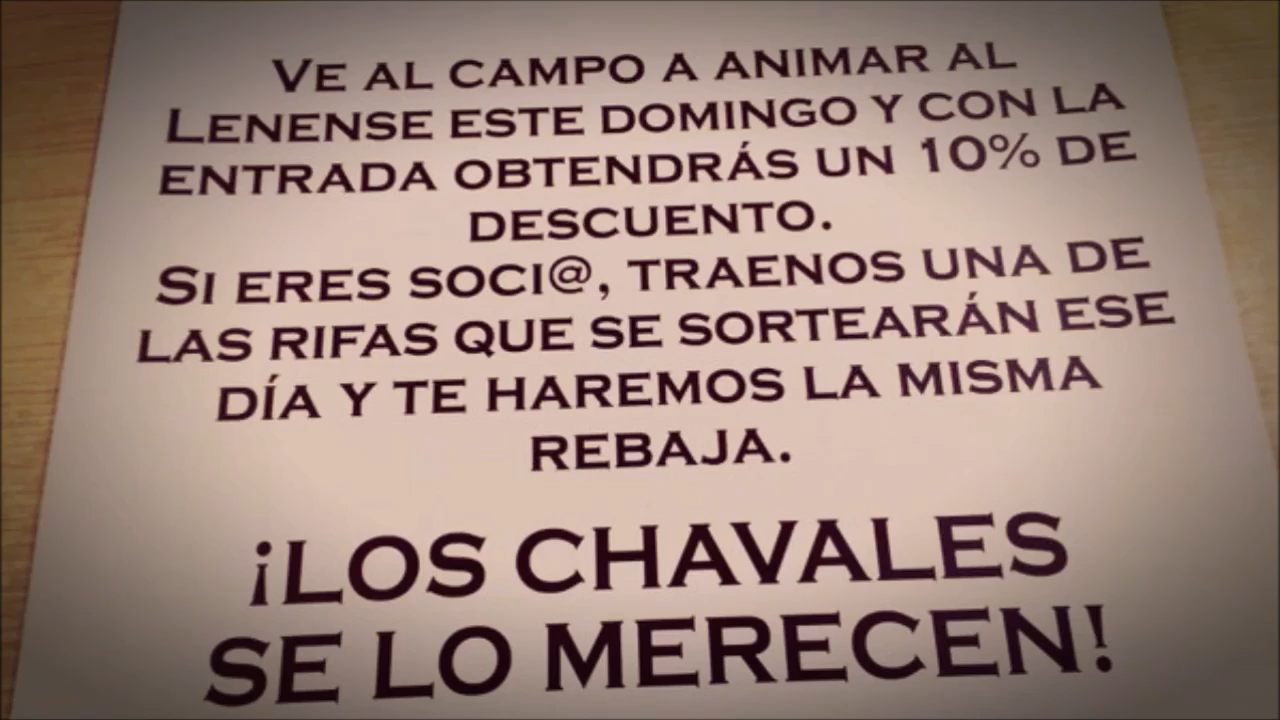 VE AL CAMPO A ANIMAR AL
LENENSE ESTE DOMINGO Y CON LA
ENTRADA OBTENDRÁS UN 10% DE
DESCUENTO.
SI ERES SOCI@, TRAENOS UNA DE
LAS RIFAS QUE SE SORTEARÁN ESE
DÍA Y TE HAREMOS LA MISMA
REBAJA.
¡LOS CHAVALES
SE LO MERECEN!